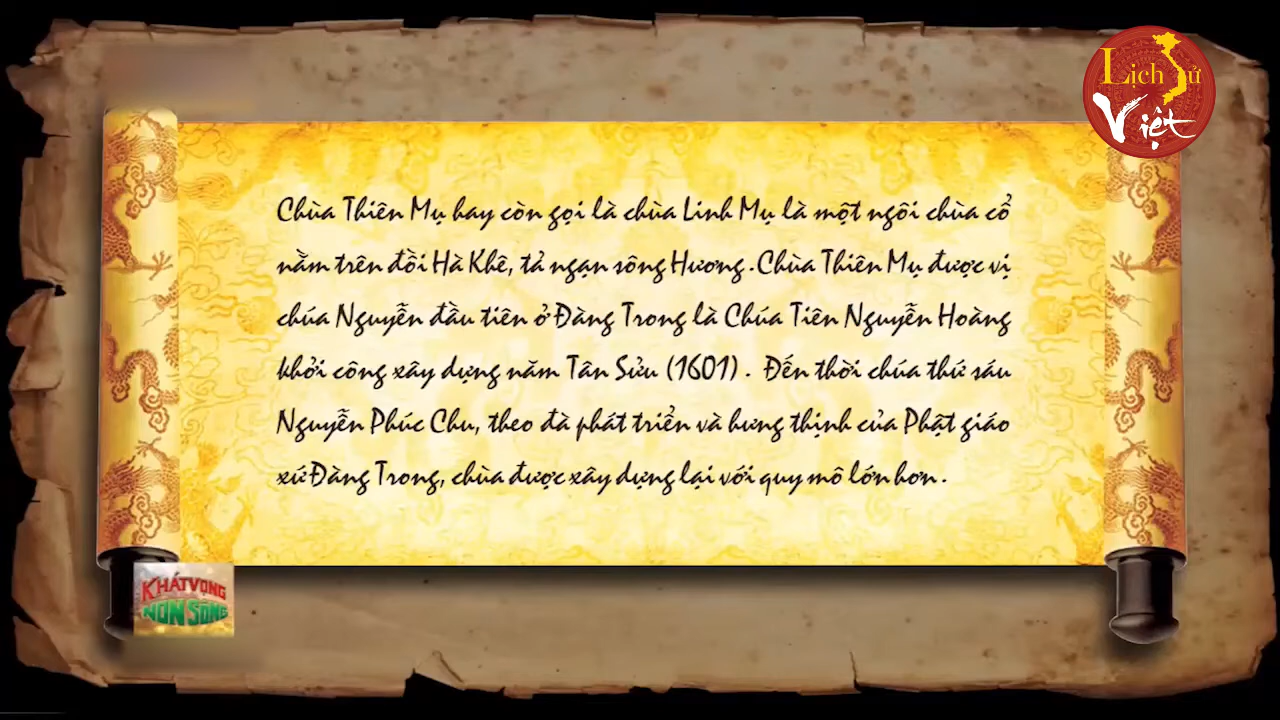 Lịch Sử
Việt
Chùa Thiên Mụ hay còn gọi là chùa Linh Mụ là một ngôi chùa cổ
nằm trên đồi Hà Khê, tả ngạn sông Hương. Chùa Thiên Mụ được vị
chúa Nguyễn đầu tiên ở Đàng Trong là Chúa Tiên Nguyễn Hoàng
khởi công xây dựng năm Tân Sửu (1601). Đến thời chúa thứ sáu
Nguyễn Phúc Chu, theo đà phát triển và hưng thịnh của Phật giáo
xứ Đàng Trong, chùa được xây dựng lại với quy mô lớn hơn.
KHÁT VỌNG
NON SÔNG